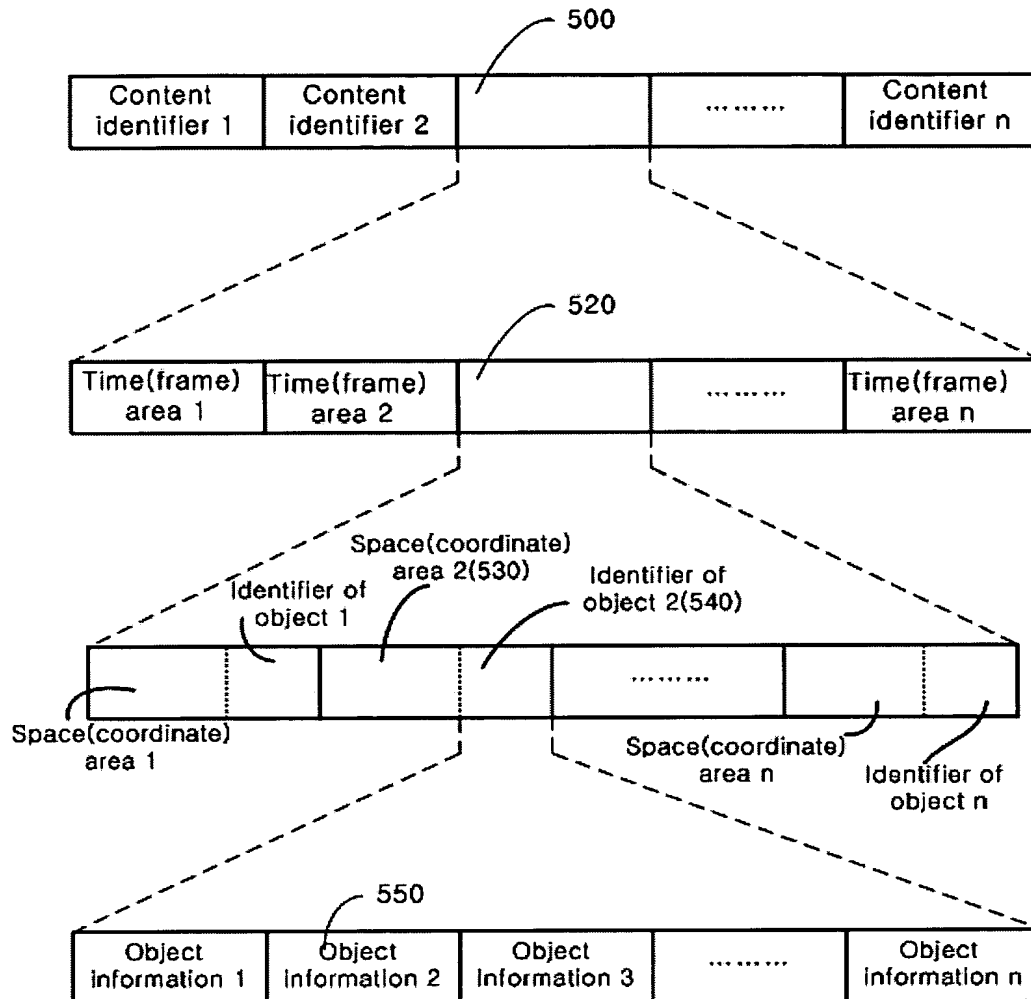 500
Content identifier 1
Content identifier 2
………
Content identifier n
520
Time(frame) area 1
Time(frame) area 2
………
Time(frame) area n
Space(coordinate) area 2(530)
Identifier of object 1
Identifier of object 2(540)
………
Space(coordinate) area 1
Space(coordinate) area n
Identifier of object n
550
Object information 1
Object information 2
Object information 3
………
Object information n